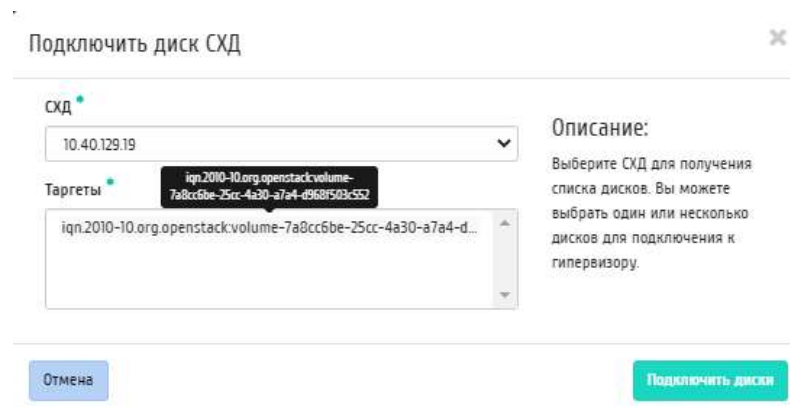 Подключить диск СХД
×
СХД
10.40.129.19
Таргеты
iqn.2010-10.org.openstack:volume-
7a8cc6be-25cc-4a30-a7a4-d968f503c552
iqn.2010-10.org.openstack:volume-7a8cc6be-25cc-4a30-a7a4-d...
Описание:
Выберите СХД для получения
списка дисков. Вы можете
выбрать один или несколько
дисков для подключения к
гипервизору.
Отмена
Подключить диски